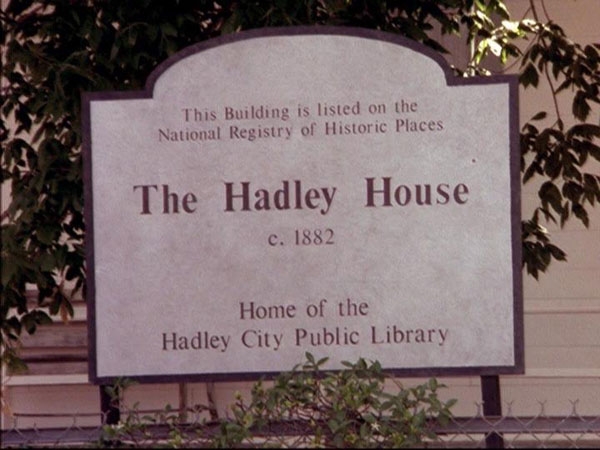 This Building is listed on the
National Registry of Historic Places
The Hadley House
c. 1882
Home of the
Hadley City Public Library